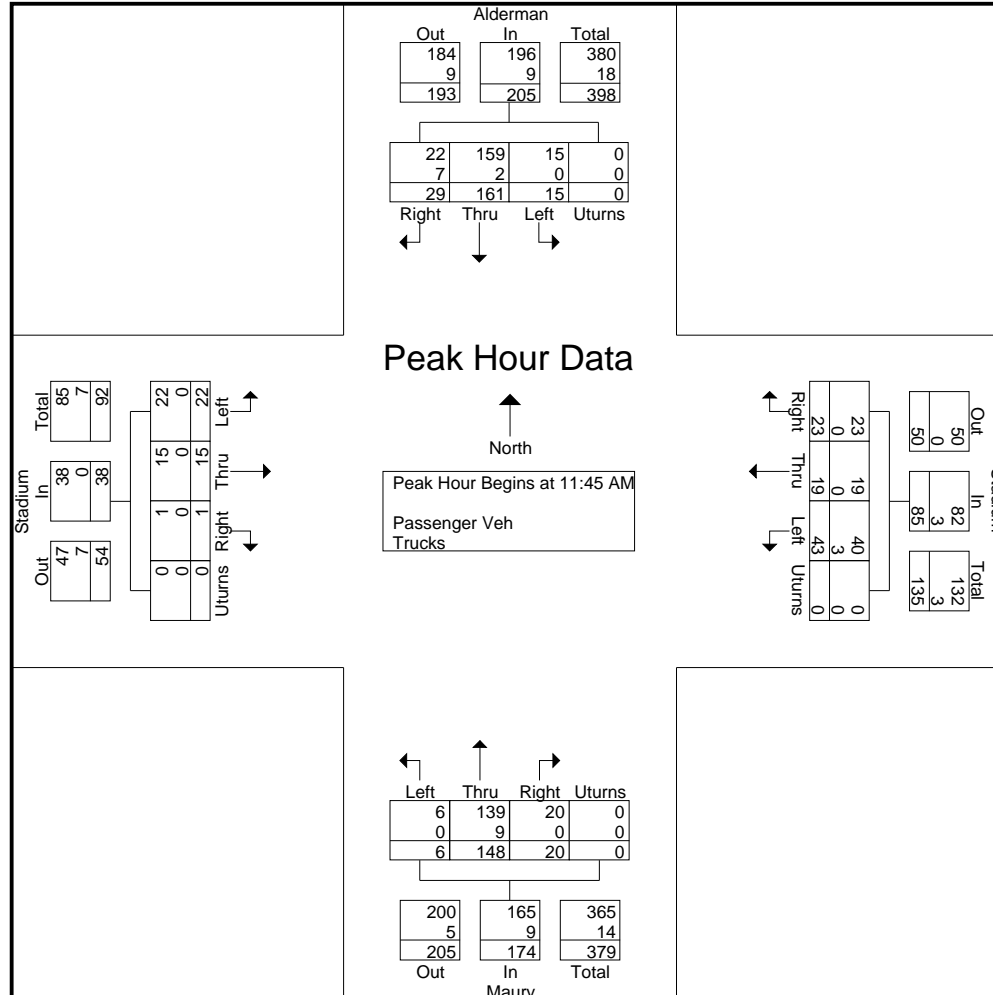 Alderman
Out In Total
184 196 380
9 9 18
193 205 398
22 159 15 0
7 2 0 0
29 161 15 0
Right Thru Left Uturns
Peak Hour Data
North
Peak Hour Begins at 11:45 AM
Passenger Veh
Trucks
Stadium
Total In Out
85 38 47
7 0 7
92 38 54
22 15 1 0
0 0 0 0
22 15 1 0
Left Thru Right Uturns
Out In Total
50 82 132
0 3 3
50 85 135
23 19 40 0
0 0 3 0
23 19 43 0
Right Thru Left Uturns
Left Thru Right Uturns
6 139 20 0
0 9 0 0
6 148 20 0
200 165 365
5 9 14
205 174 379
Out In Total
Maury